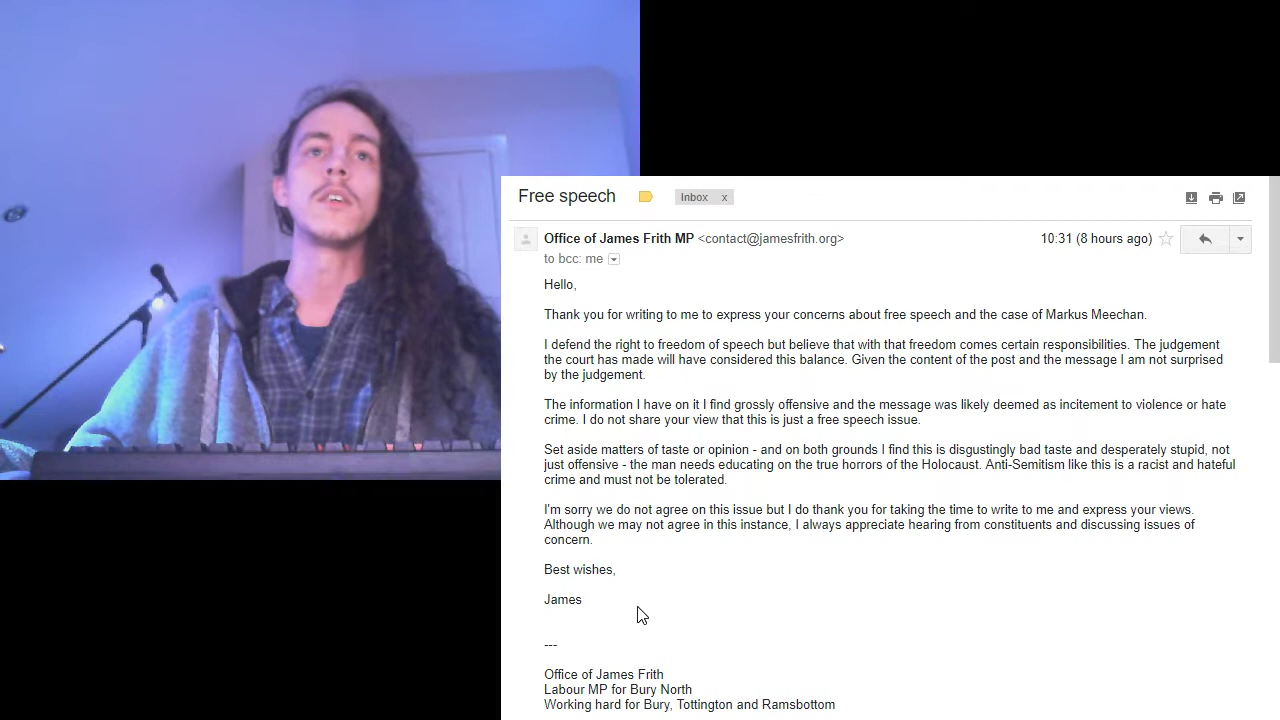 Free speech
Inbox x
Office of James Frith MP <contact@jamesfrith.org> 10:31 (8 hours ago)
to bcc: me
Hello,
Thank you for writing to me to express your concerns about free speech and the case of Markus Meechan.
I defend the right to freedom of speech but believe that with that freedom comes certain responsibilities. The judgement
the court has made will have considered this balance. Given the content of the post and the message I am not surprised
by the judgement.
The information I have on it I find grossly offensive and the message was likely deemed as incitement to violence or hate
crime. I do not share your view that this is just a free speech issue.
Set aside matters of taste or opinion - and on both grounds I find this is disgustingly bad taste and desperately stupid, not
just offensive - the man needs educating on the true horrors of the Holocaust. Anti-Semitism like this is a racist and hateful
crime and must not be tolerated.
I'm sorry we do not agree on this issue but I do thank you for taking the time to write to me and express your views.
Although we may not agree in this instance, I always appreciate hearing from constituents and discussing issues of
concern.
Best wishes,
James
---
Office of James Frith
Labour MP for Bury North
Working hard for Bury, Tottington and Ramsbottom